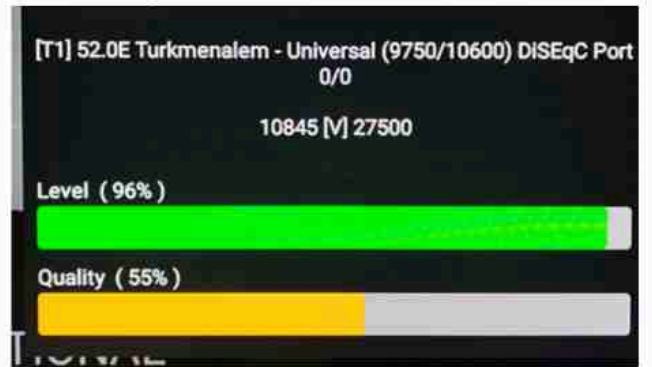 [T1] 52.0E Turkmenalem - Universal (9750/10600) DiSEqC Port
0/0
10845 [V] 27500
Level ( 96% )
Quality ( 55% )